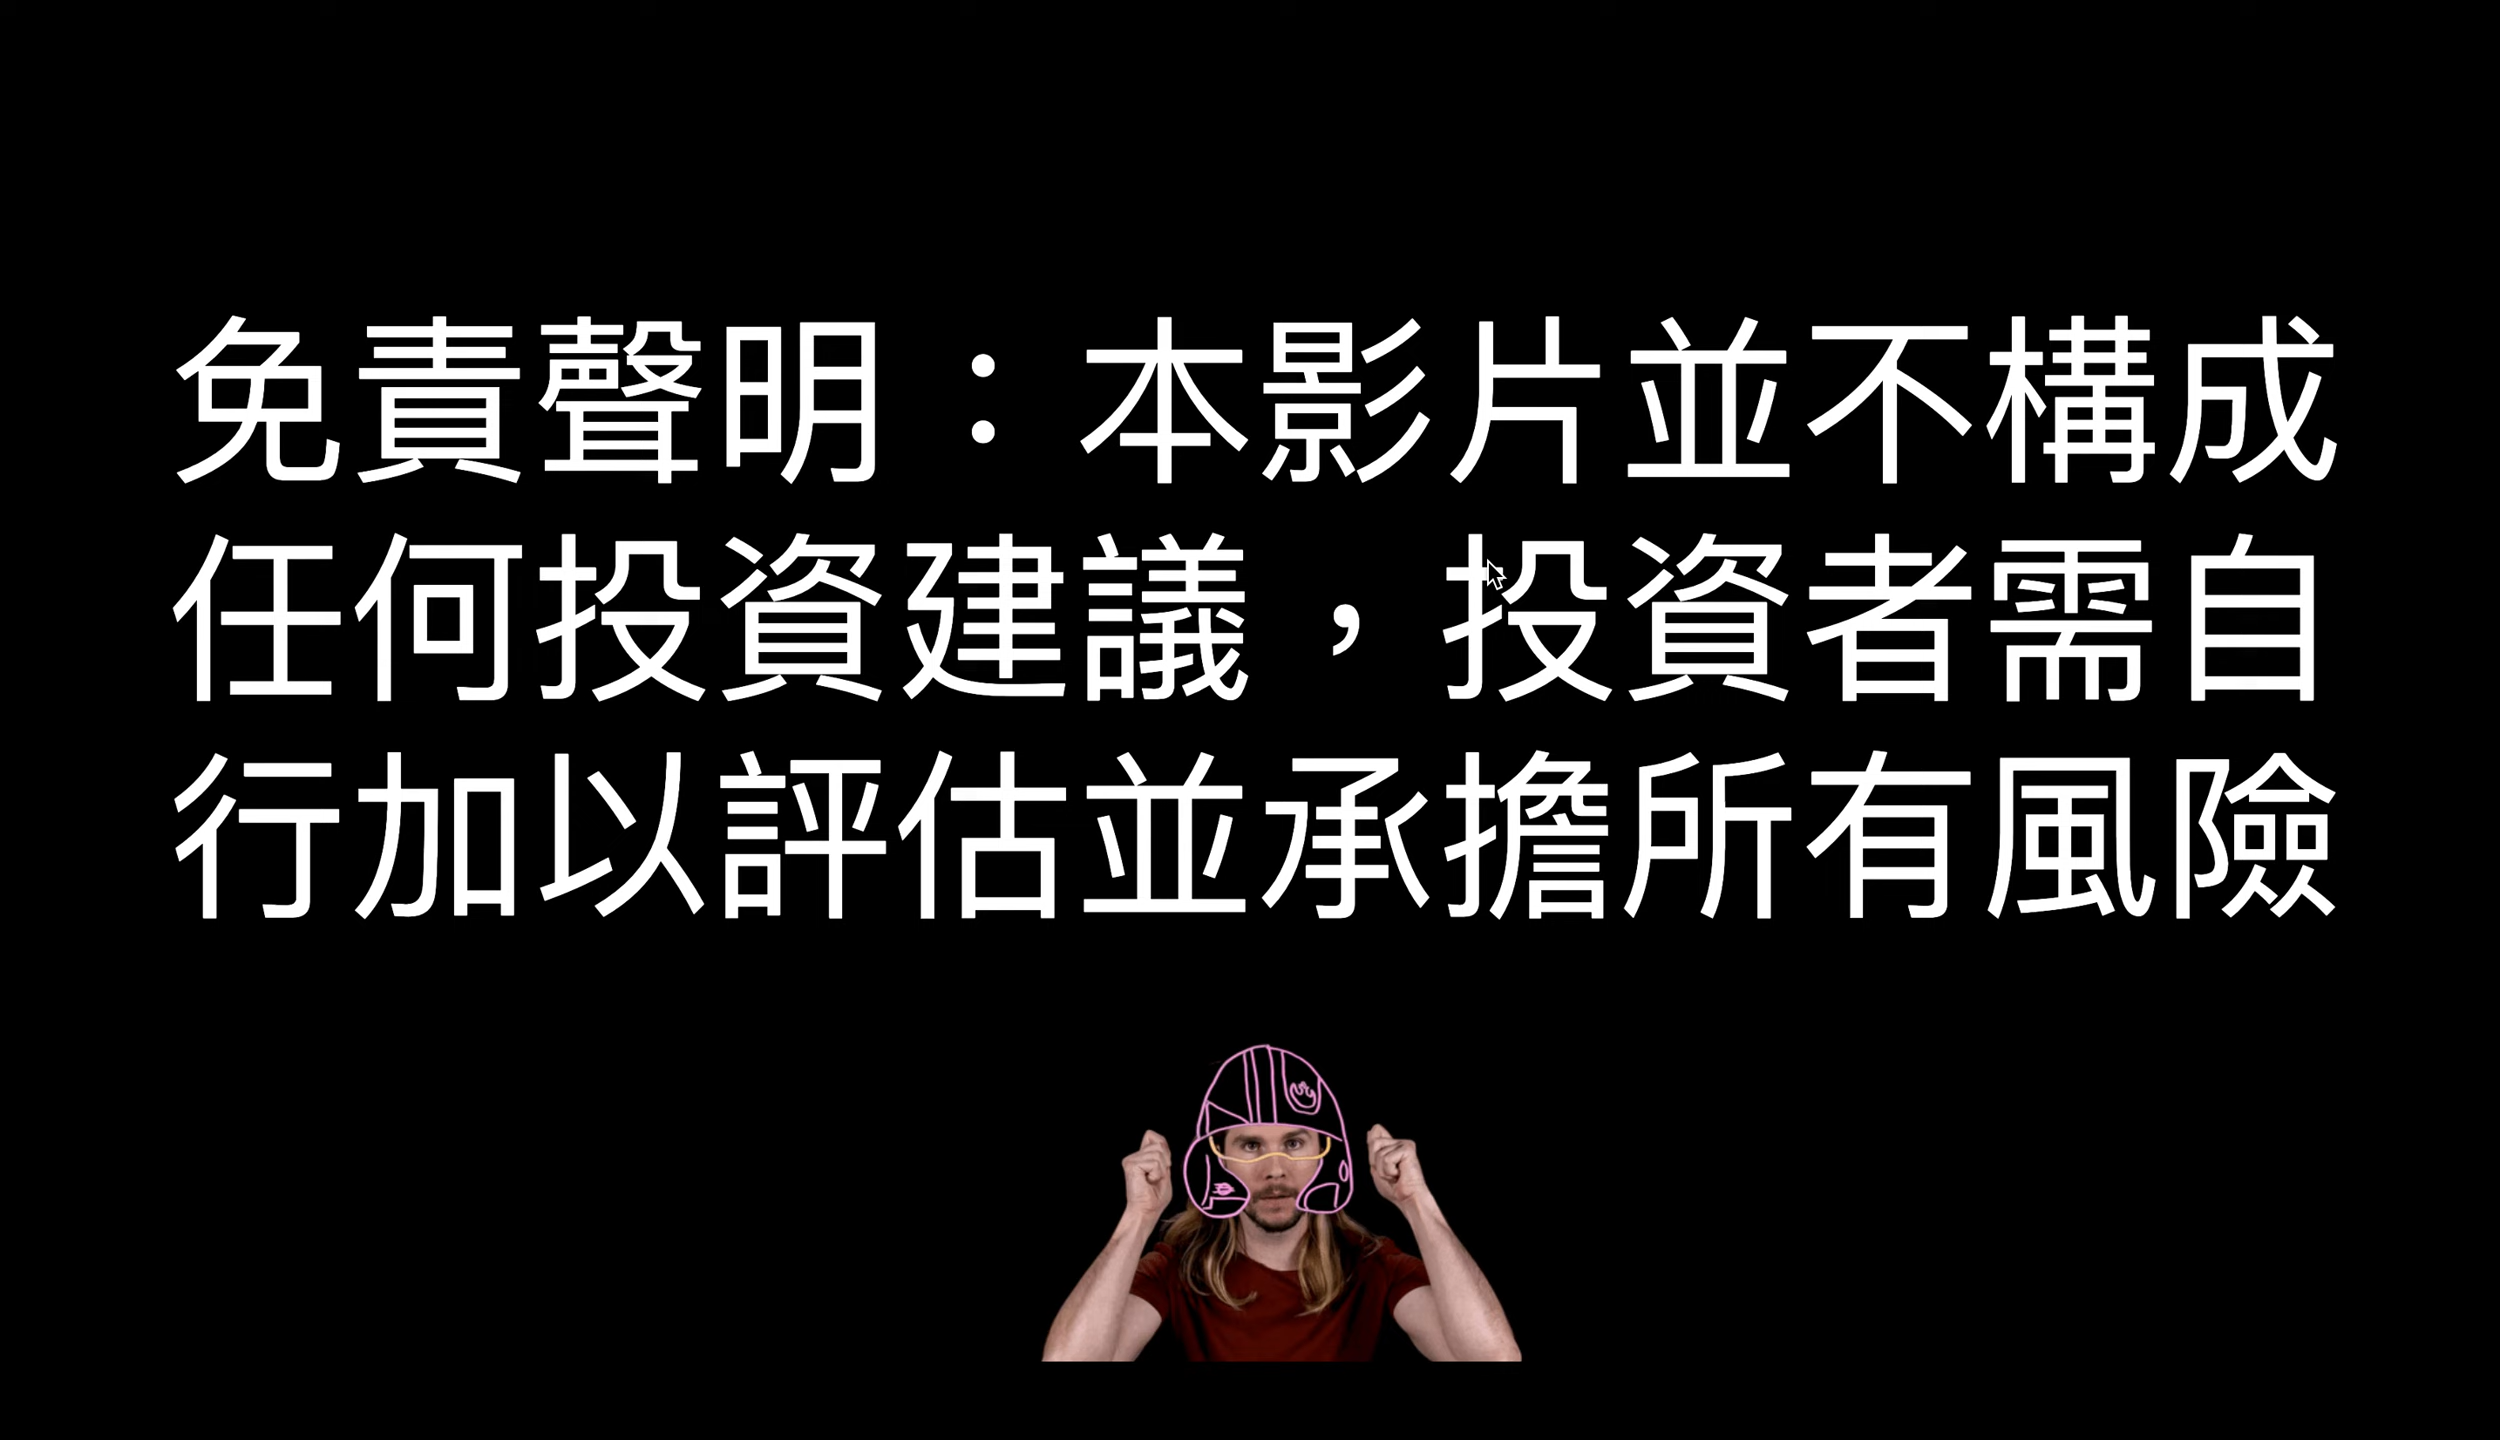 免責聲明：本影片並不構成
任何投資建議，投資者需自
行加以評估並承擔所有風險